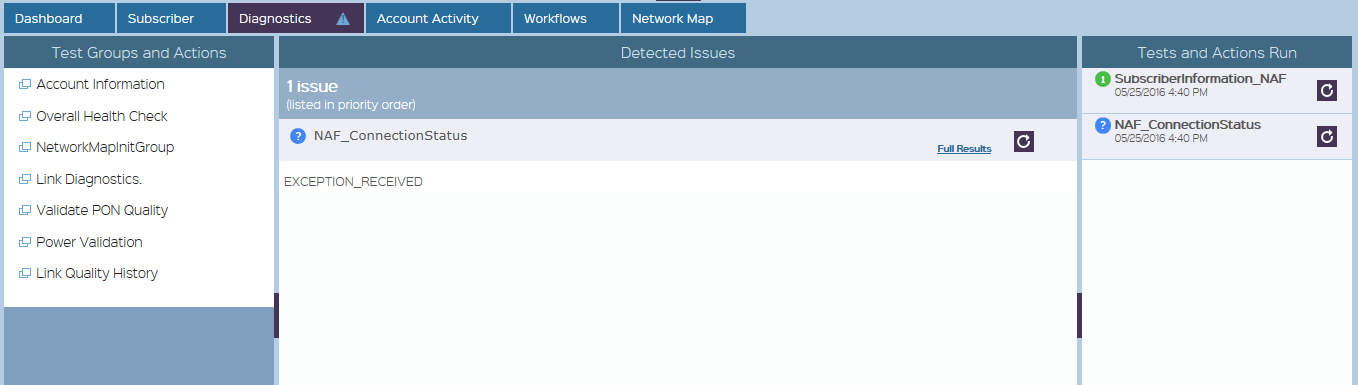 Dashboard
Subscriber
Diagnostics
Account Activity
Workflows
Network Map
Test Groups and Actions
Account Information
Overall Health Check
NetworkMapInitGroup
Link Diagnostics.
Validate PON Quality
Power Validation
Link Quality History
Detected Issues
1 issue
(listed in priority order)
NAF_ConnectionStatus
Full Results
EXCEPTION_RECEIVED
Tests and Actions Run
SubscriberInformation_NAF
05/25/2016 4:40 PM
NAF_ConnectionStatus
05/25/2016 4:40 PM